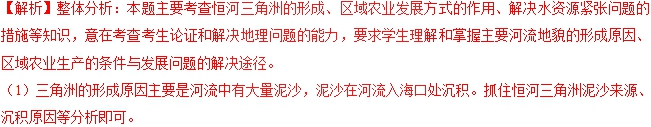 【解析】整体分析：本题主要考查恒河三角洲的形成、区域农业发展方式的作用、解决水资源紧张问题的
措施等知识，意在考查考生论证和解决地理问题的能力，要求学生理解和掌握主要河流地貌的形成原因、
区域农业生产的条件与发展问题的解决途径。
（1）三角洲的形成原因主要是河流中有大量泥沙，泥沙在河流入海口处沉积。抓住恒河三角洲泥沙来源、
沉积原因等分析即可。